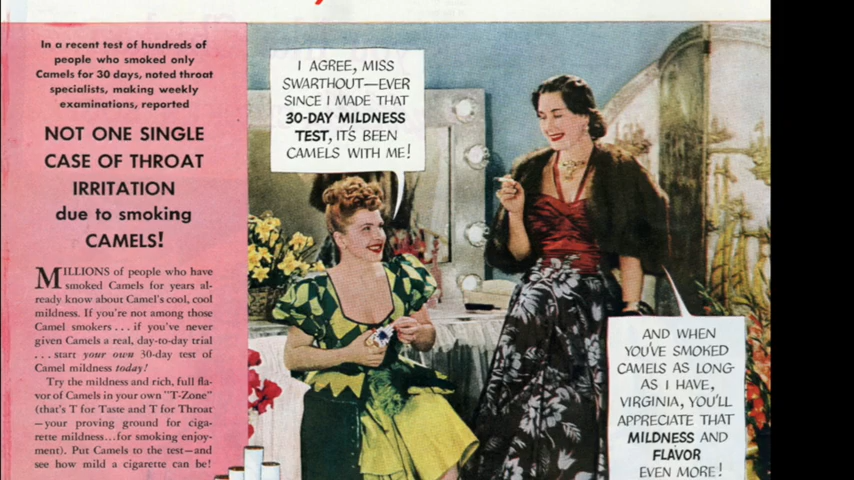 In a recent test of hundreds of
people who smoked only
Camels for 30 days, noted throat
specialists, making weekly
examinations, reported
NOT ONE SINGLE
CASE OF THROAT
IRRITATION
due to smoking
CAMELS!
MILLIONS of people who have
smoked Camels for years al-
ready know about Camel's cool, cool
mildness. If you're not among those
Camel smokers . . . if you've never
given Camels a real, day-to-day trial
. . . start your own 30-day test of
Camel mildness today!
Try the mildness and rich, full fla-
vor of Camels in your own "T-Zone"
(that's T for Taste and T for Throat
—your proving ground for ciga-
rette mildness...for smoking enjoy-
ment). Put Camels to the test—and
see how mild a cigarette can be!
I AGREE, MISS
SWARTHOUT—EVER
SINCE I MADE THAT
30-DAY MILDNESS
TEST, IT'S BEEN
CAMELS WITH ME!
AND WHEN
YOU'VE SMOKED
CAMELS AS LONG
AS I HAVE,
VIRGINIA, YOU'LL
APPRECIATE THAT
MILDNESS AND
FLAVOR
EVEN MORE!